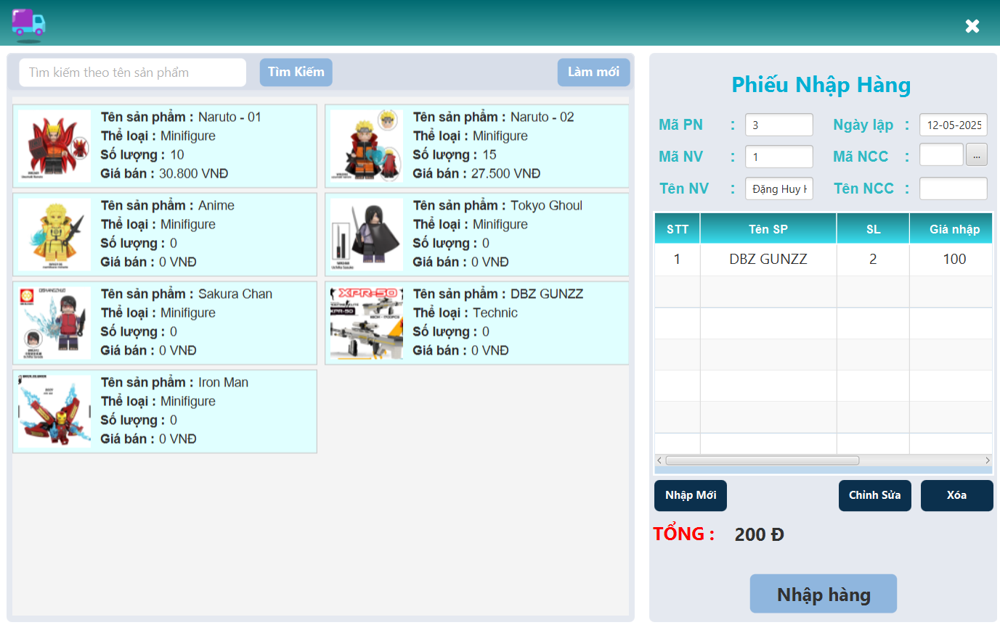 Tìm kiếm theo tên sản phẩm
Tìm Kiếm
Làm mới
Tên sản phẩm : Naruto - 01
Thể loại : Minifigure
Số lượng : 10
Giá bán : 30.800 VNĐ
Tên sản phẩm : Naruto - 02
Thể loại : Minifigure
Số lượng : 15
Giá bán : 27.500 VNĐ
Tên sản phẩm : Anime
Thể loại : Minifigure
Số lượng : 0
Giá bán : 0 VNĐ
Tên sản phẩm : Tokyo Ghoul
Thể loại : Minifigure
Số lượng : 0
Giá bán : 0 VNĐ
Tên sản phẩm : Sakura Chan
Thể loại : Minifigure
Số lượng : 0
Giá bán : 0 VNĐ
XPR-50
XPR-50
Tên sản phẩm : DBZ GUNZZ
Thể loại : Technic
Số lượng : 0
Giá bán : 0 VNĐ
Tên sản phẩm : Iron Man
Thể loại : Minifigure
Số lượng : 0
Giá bán : 0 VNĐ
Phiếu Nhập Hàng
Mã PN : 3 Ngày lập : 12-05-2025
Mã NV : 1 Mã NCC : ...
Tên NV : Đặng Huy Tên NCC :
STT Tên SP SL Giá nhập
1 DBZ GUNZZ 2 100
Nhập Mới Chỉnh Sửa Xóa
TỔNG : 200 Đ
Nhập hàng